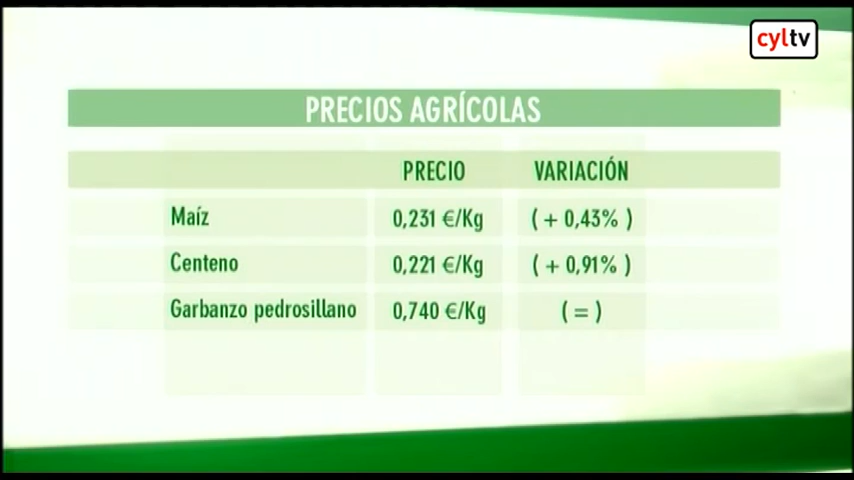 cyltv
PRECIOS AGRÍCOLAS
PRECIO VARIACIÓN
Maíz 0,231 €/Kg ( + 0,43% )
Centeno 0,221 €/Kg ( + 0,91% )
Garbanzo pedrosillano 0,740 €/Kg ( = )